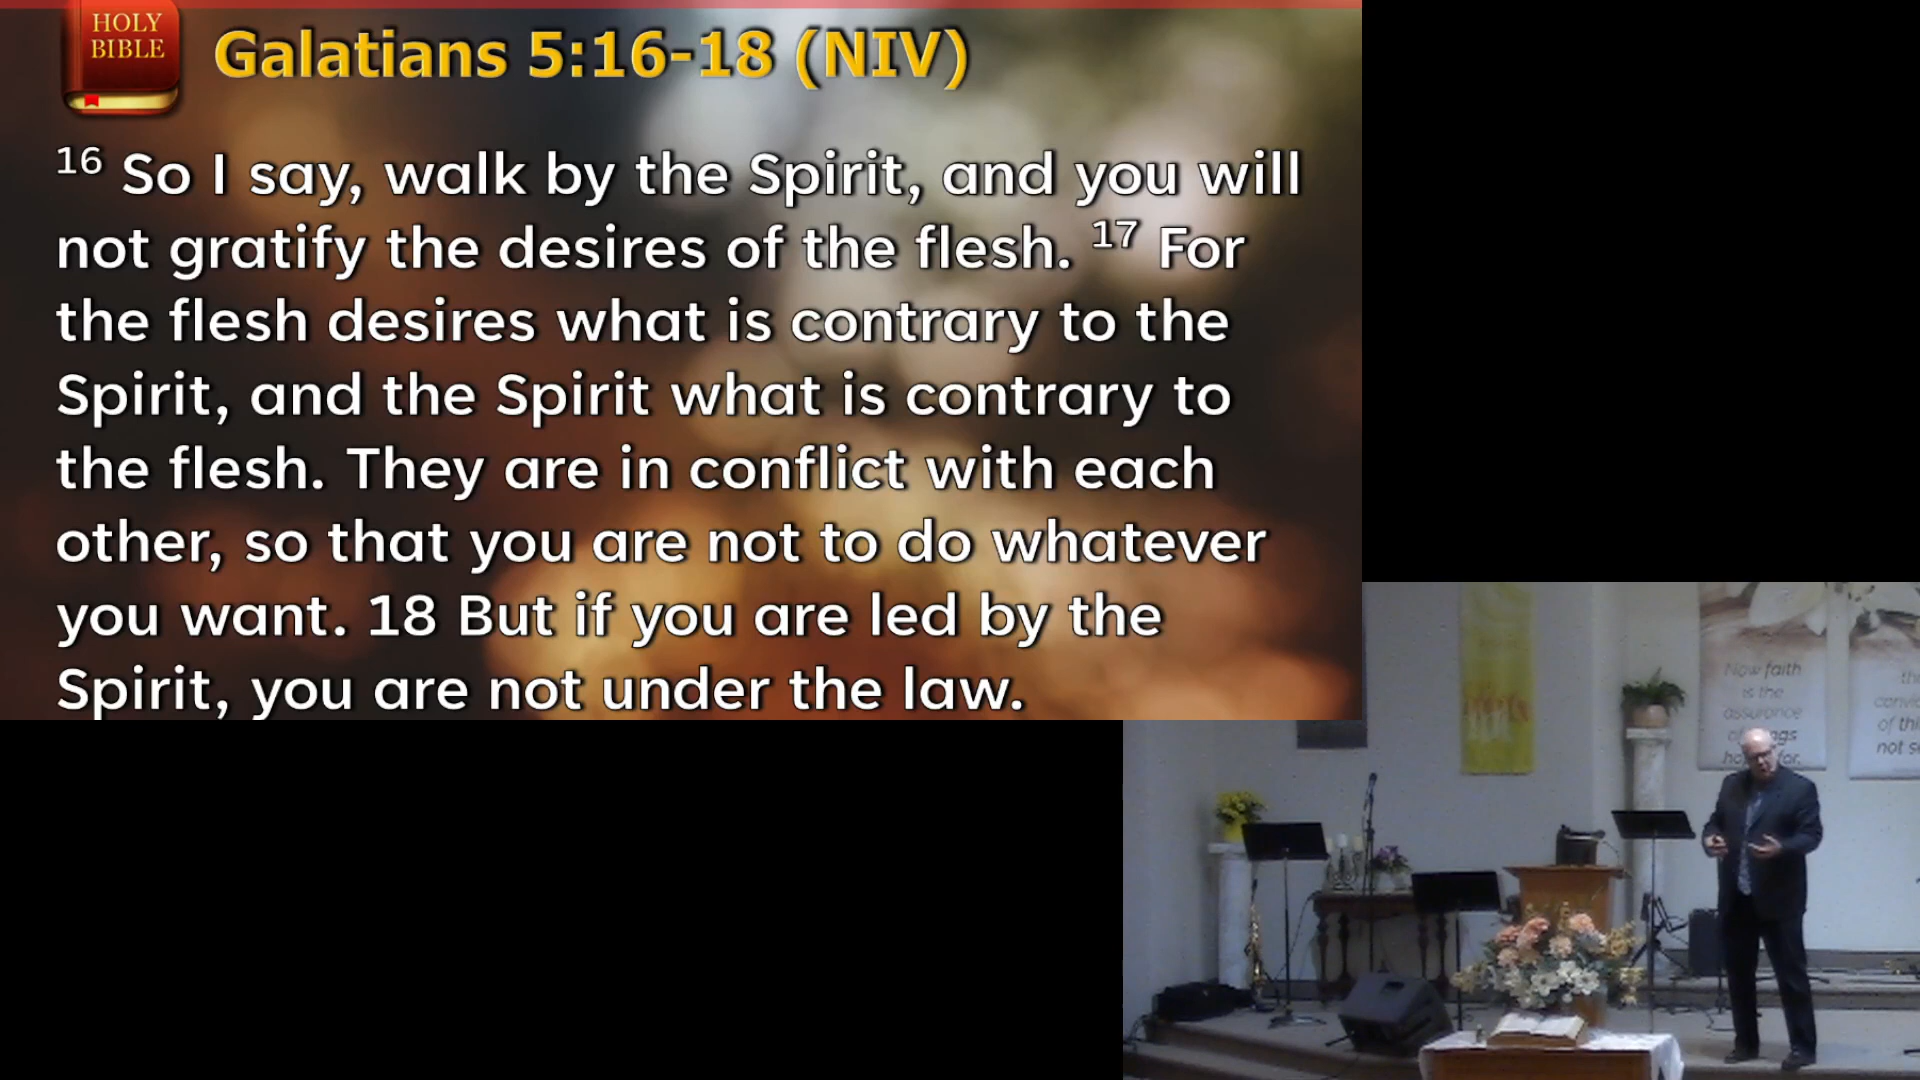 HOLY
BIBLE
Galatians 5:16-18 (NIV)
16 So I say, walk by the Spirit, and you will
not gratify the desires of the flesh. 17 For
the flesh desires what is contrary to the
Spirit, and the Spirit what is contrary to
the flesh. They are in conflict with each
other, so that you are not to do whatever
you want. 18 But if you are led by the
Spirit, you are not under the law.
Now faith
is the
assurance
not